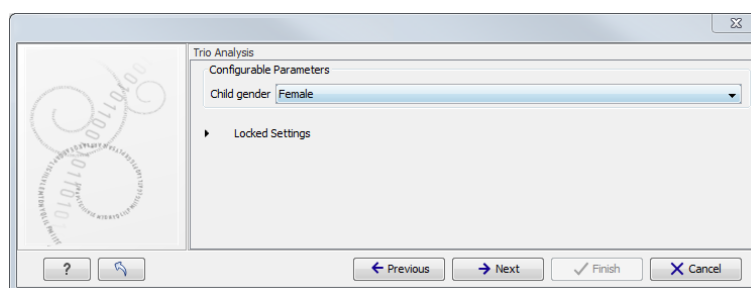 Trio Analysis
Configurable Parameters
Child gender Female
Locked Settings
? Previous Next Finish Cancel